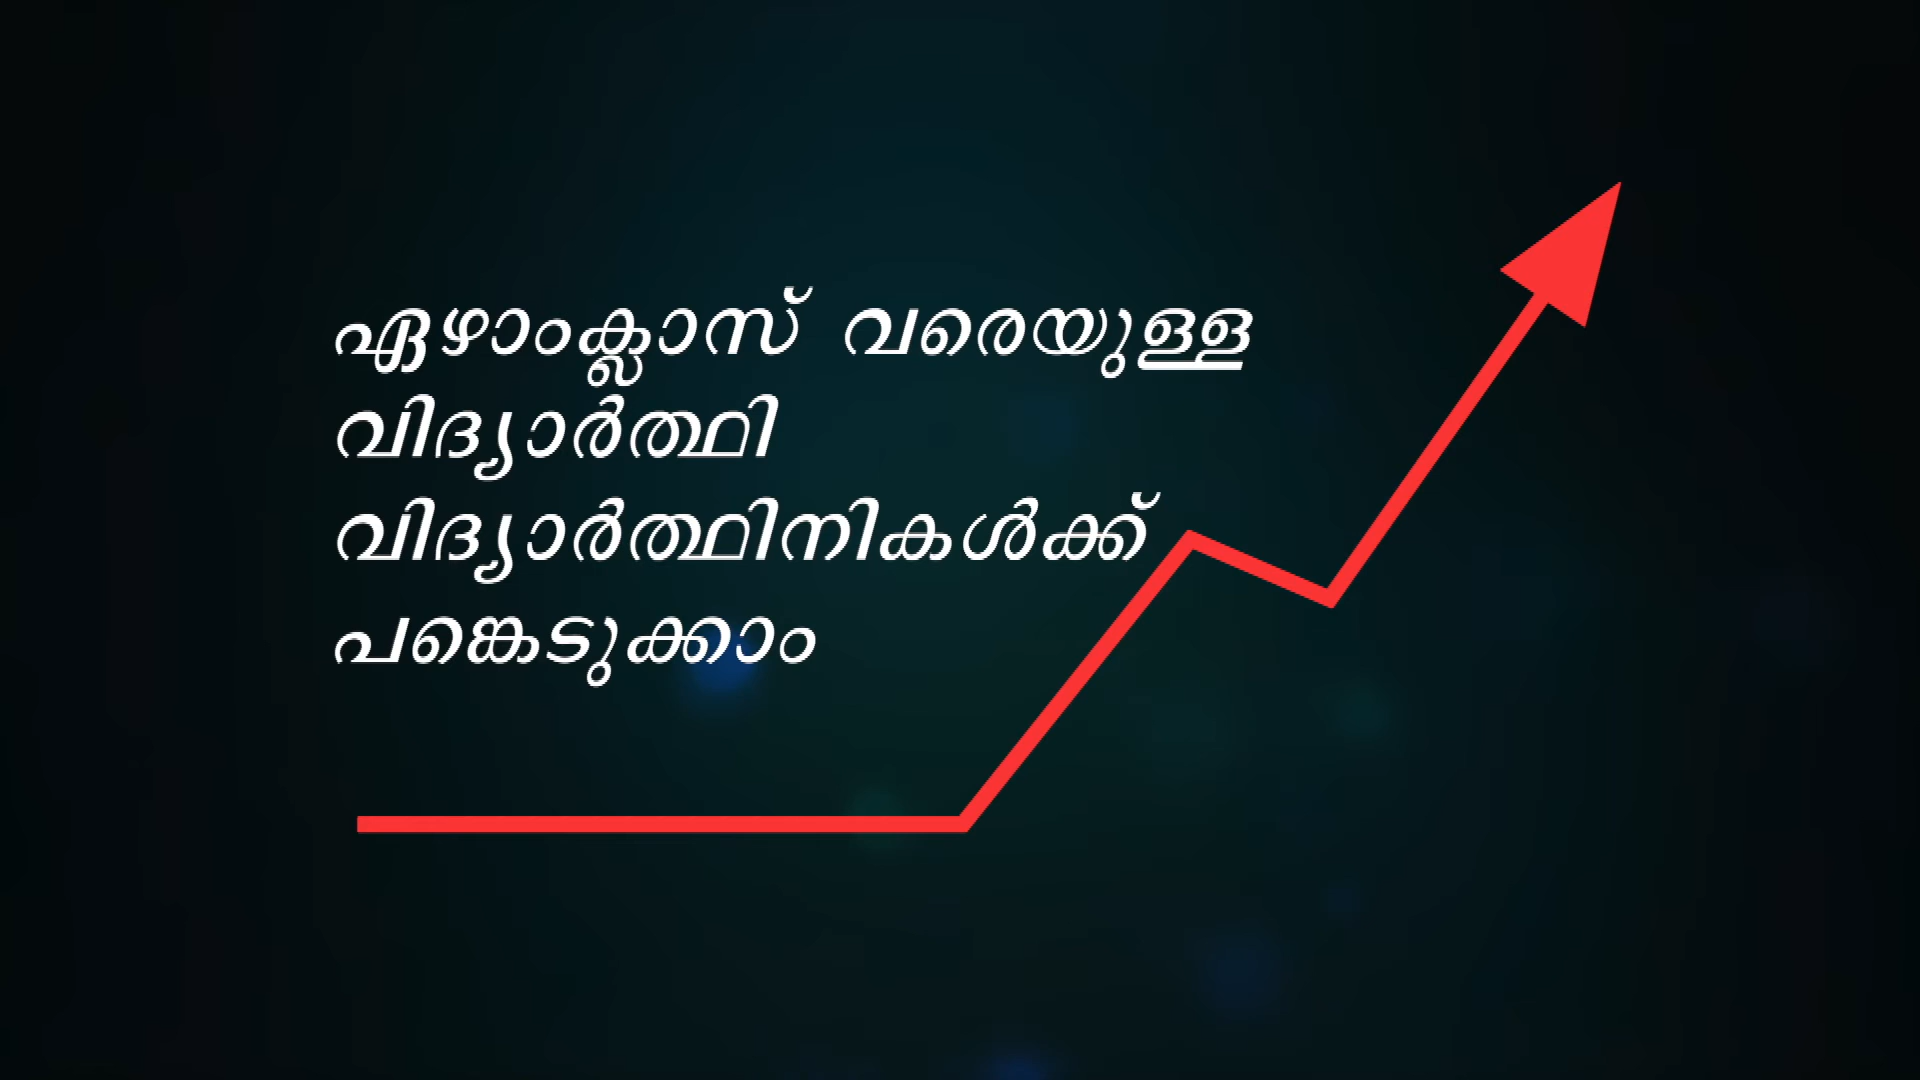 ഏഴാംക്ലാസ് വരെയുള്ള
വിദ്യാർത്ഥി
വിദ്യാർത്ഥിനികൾക്ക്
പങ്കെടുക്കാം